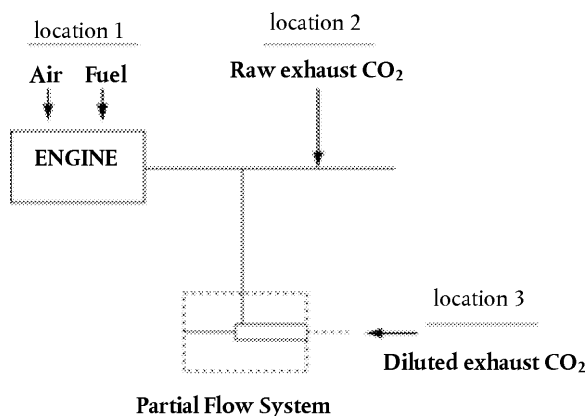 location 1
location 2
Air Fuel
Raw exhaust CO₂
ENGINE
location 3
Diluted exhaust CO₂
Partial Flow System